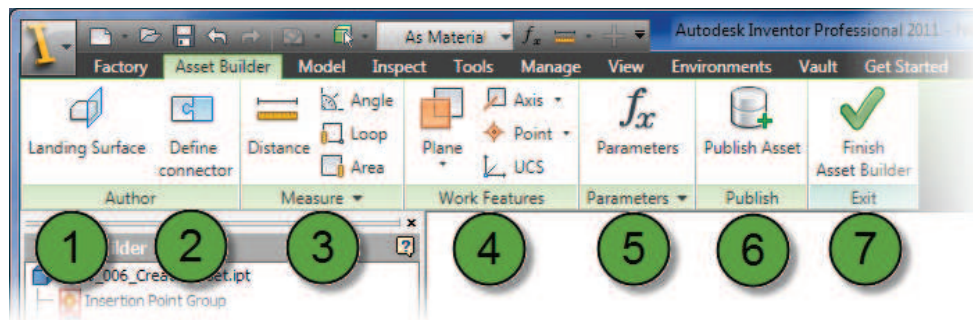 As Material
fx
Autodesk Inventor Professional 2011
Factory Asset Builder Model Inspect Tools Manage View Environments Vault Get Started
Landing Surface
Define connector
Distance
Angle
Loop
Area
Plane
Axis
Point
UCS
fx
Parameters
Publish Asset
Finish Asset Builder
Author Measure Work Features Parameters Publish Exit
1 2 3 4 5 6 7
Insertion Point Group